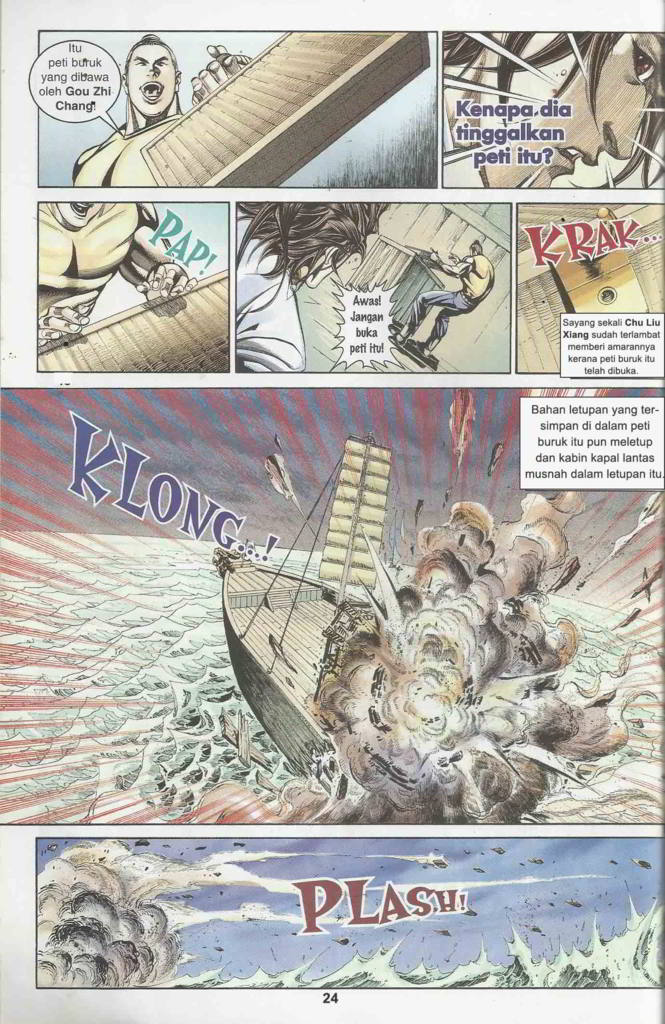 Itu
peti buruk
yang dibawa
oleh Gou Zhi
Chang!
Kenapa dia
tinggalkan
peti itu?
PAP!
Awas!
Jangan
buka
peti itu!
KRAK...
Sayang sekali Chu Liu
Xiang sudah terlambat
memberi amarannya
kerana peti buruk itu
telah dibuka.
Bahan letupan yang ter-
simpan di dalam peti
buruk itu pun meletup
dan kabin kapal lantas
musnah dalam letupan itu.
KLONG...!
PLASH!
24